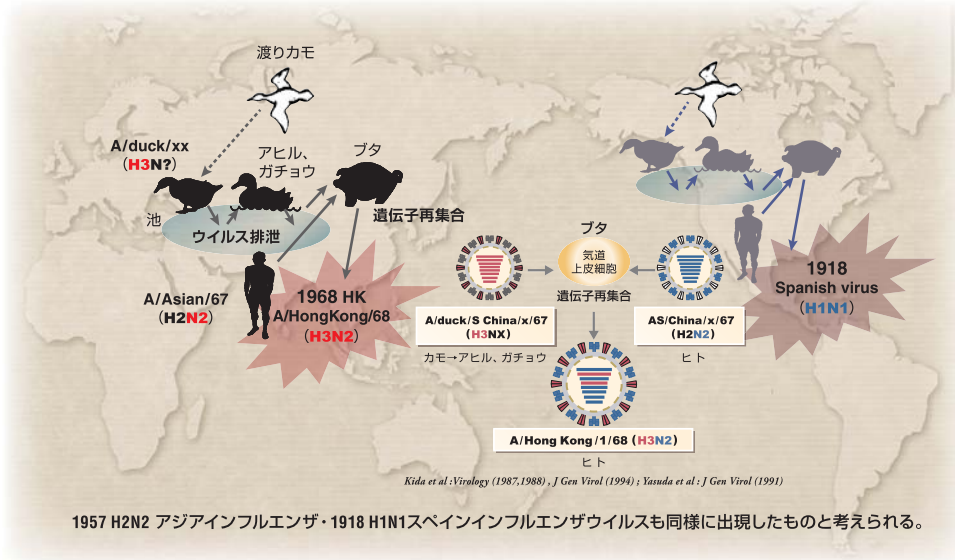 渡りカモ
A/duck/xx
（H3N?）
アヒル、
ガチョウ
ブタ
池
ウイルス排泄
遺伝子再集合
A/Asian/67
（H2N2）
1968 HK
A/HongKong/68
（H3N2）
ブタ
気道
上皮細胞
遺伝子再集合
A/duck/S China/x/67
（H3NX）
カモ→アヒル、ガチョウ
AS/China/x/67
（H2N2）
ヒト
A/Hong Kong/1/68（H3N2）
ヒト
1918
Spanish virus
（H1N1）
Kida et al :Virology (1987,1988) , J Gen Virol (1994) ; Yasuda et al : J Gen Virol (1991)
1957 H2N2 アジアインフルエンザ・1918 H1N1スペインインフルエンザウイルスも同様に出現したものと考えられる。